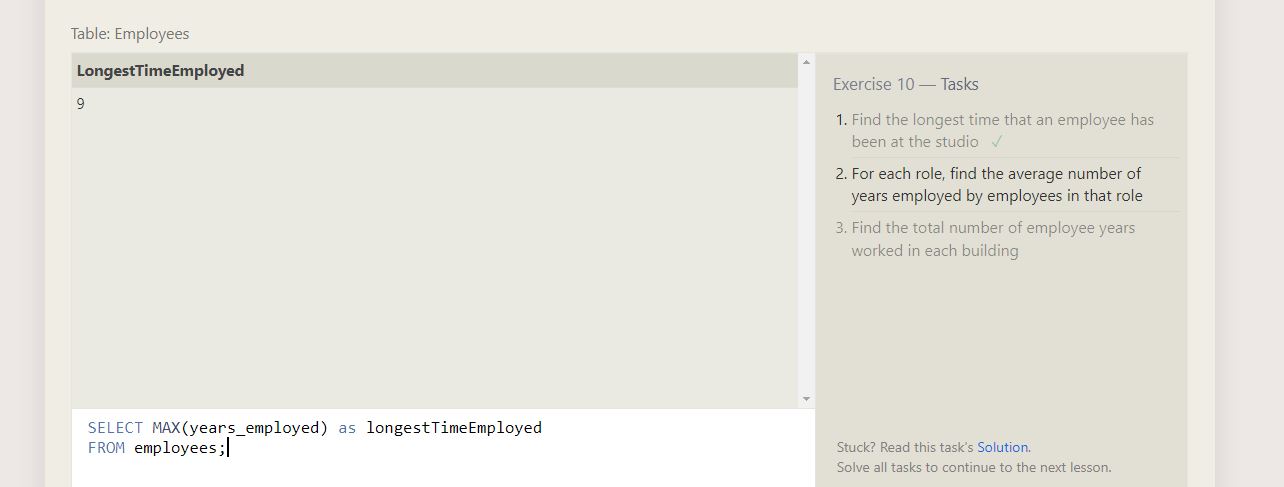 Table: Employees
LongestTimeEmployed
9
SELECT MAX(years_employed) as longestTimeEmployed
FROM employees;
Exercise 10 — Tasks
1. Find the longest time that an employee has
been at the studio ✓
2. For each role, find the average number of
years employed by employees in that role
3. Find the total number of employee years
worked in each building
Stuck? Read this task's Solution.
Solve all tasks to continue to the next lesson.